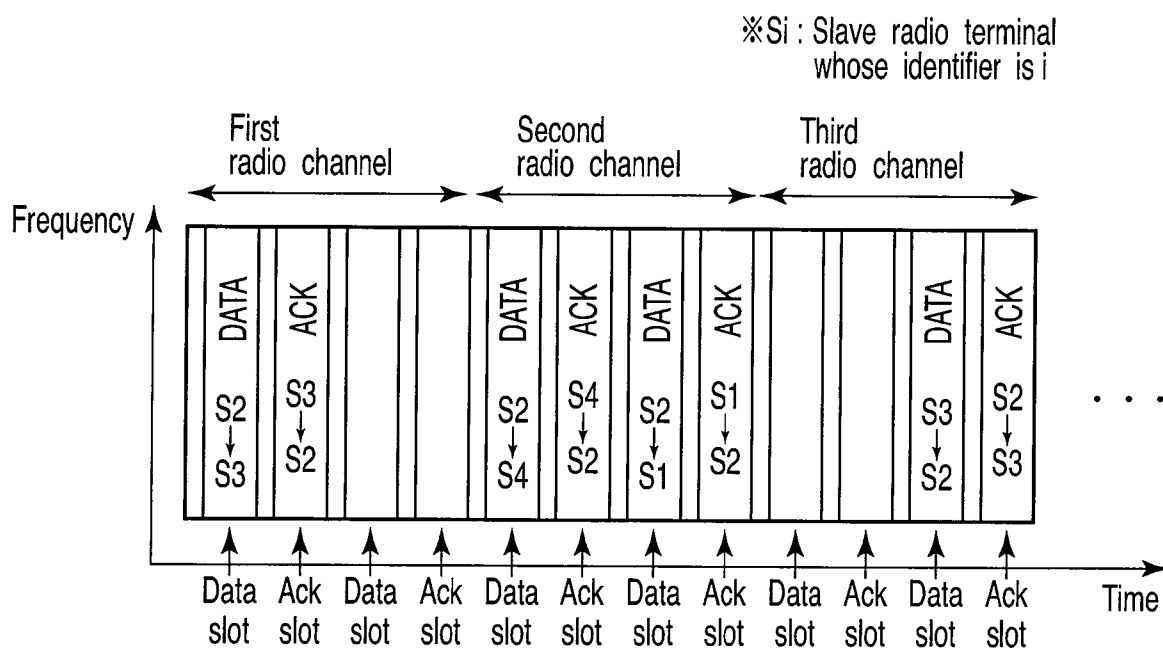 ※Si : Slave radio terminal
whose identifier is i
First
radio channel
Second
radio channel
Third
radio channel
Frequency
DATA
S2
S3
ACK
S3
S2
DATA
S2
S4
ACK
S4
S2
DATA
S2
S1
ACK
S1
S2
DATA
S3
S2
ACK
S2
S3
. . .
Data
slot
Ack
slot
Data
slot
Ack
slot
Data
slot
Ack
slot
Data
slot
Ack
slot
Data
slot
Ack
slot
Data
slot
Ack
slot
Time